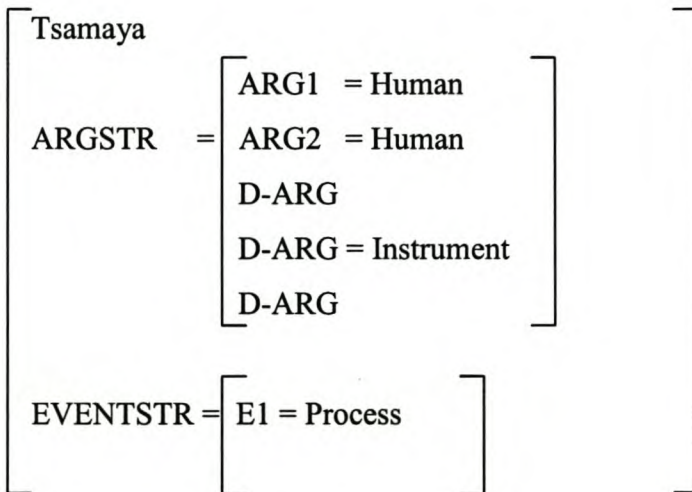 Tsamaya
ARG1 = Human
ARGSTR = ARG2 = Human
D-ARG
D-ARG = Instrument
D-ARG
EVENTSTR = E1 = Process